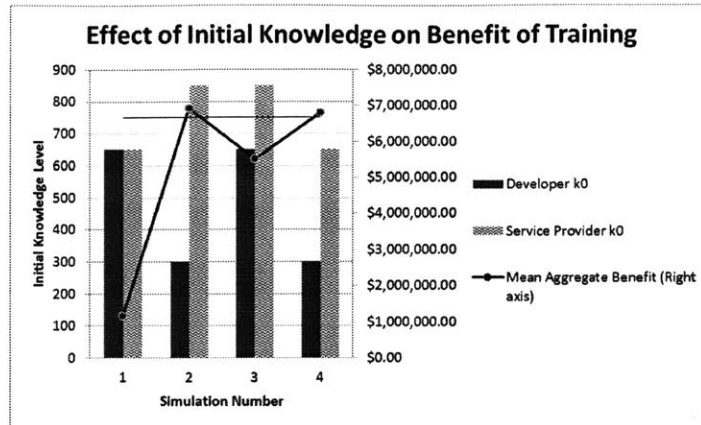 Effect of Initial Knowledge on Benefit of Training
Initial Knowledge Level
900
800
700
600
500
400
300
200
100
0
$8,000,000.00
$7,000,000.00
$6,000,000.00
$5,000,000.00
$4,000,000.00
$3,000,000.00
$2,000,000.00
$1,000,000.00
$0.00
1 2 3 4
Simulation Number
Developer k0
Service Provider k0
Mean Aggregate Benefit (Right
axis)